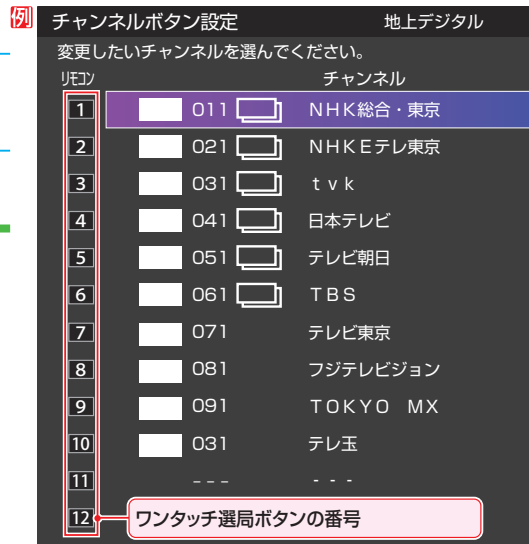 例
チャンネルボタン設定 地上デジタル
変更したいチャンネルを選んでください。
リモコン チャンネル
1 011 NHK総合・東京
2 021 NHKEテレ東京
3 031 tvk
4 041 日本テレビ
5 051 テレビ朝日
6 061 TBS
7 071 テレビ東京
8 081 フジテレビジョン
9 091 TOKYO MX
10 031 テレ玉
11 --- ---
12 ワンタッチ選局ボタンの番号